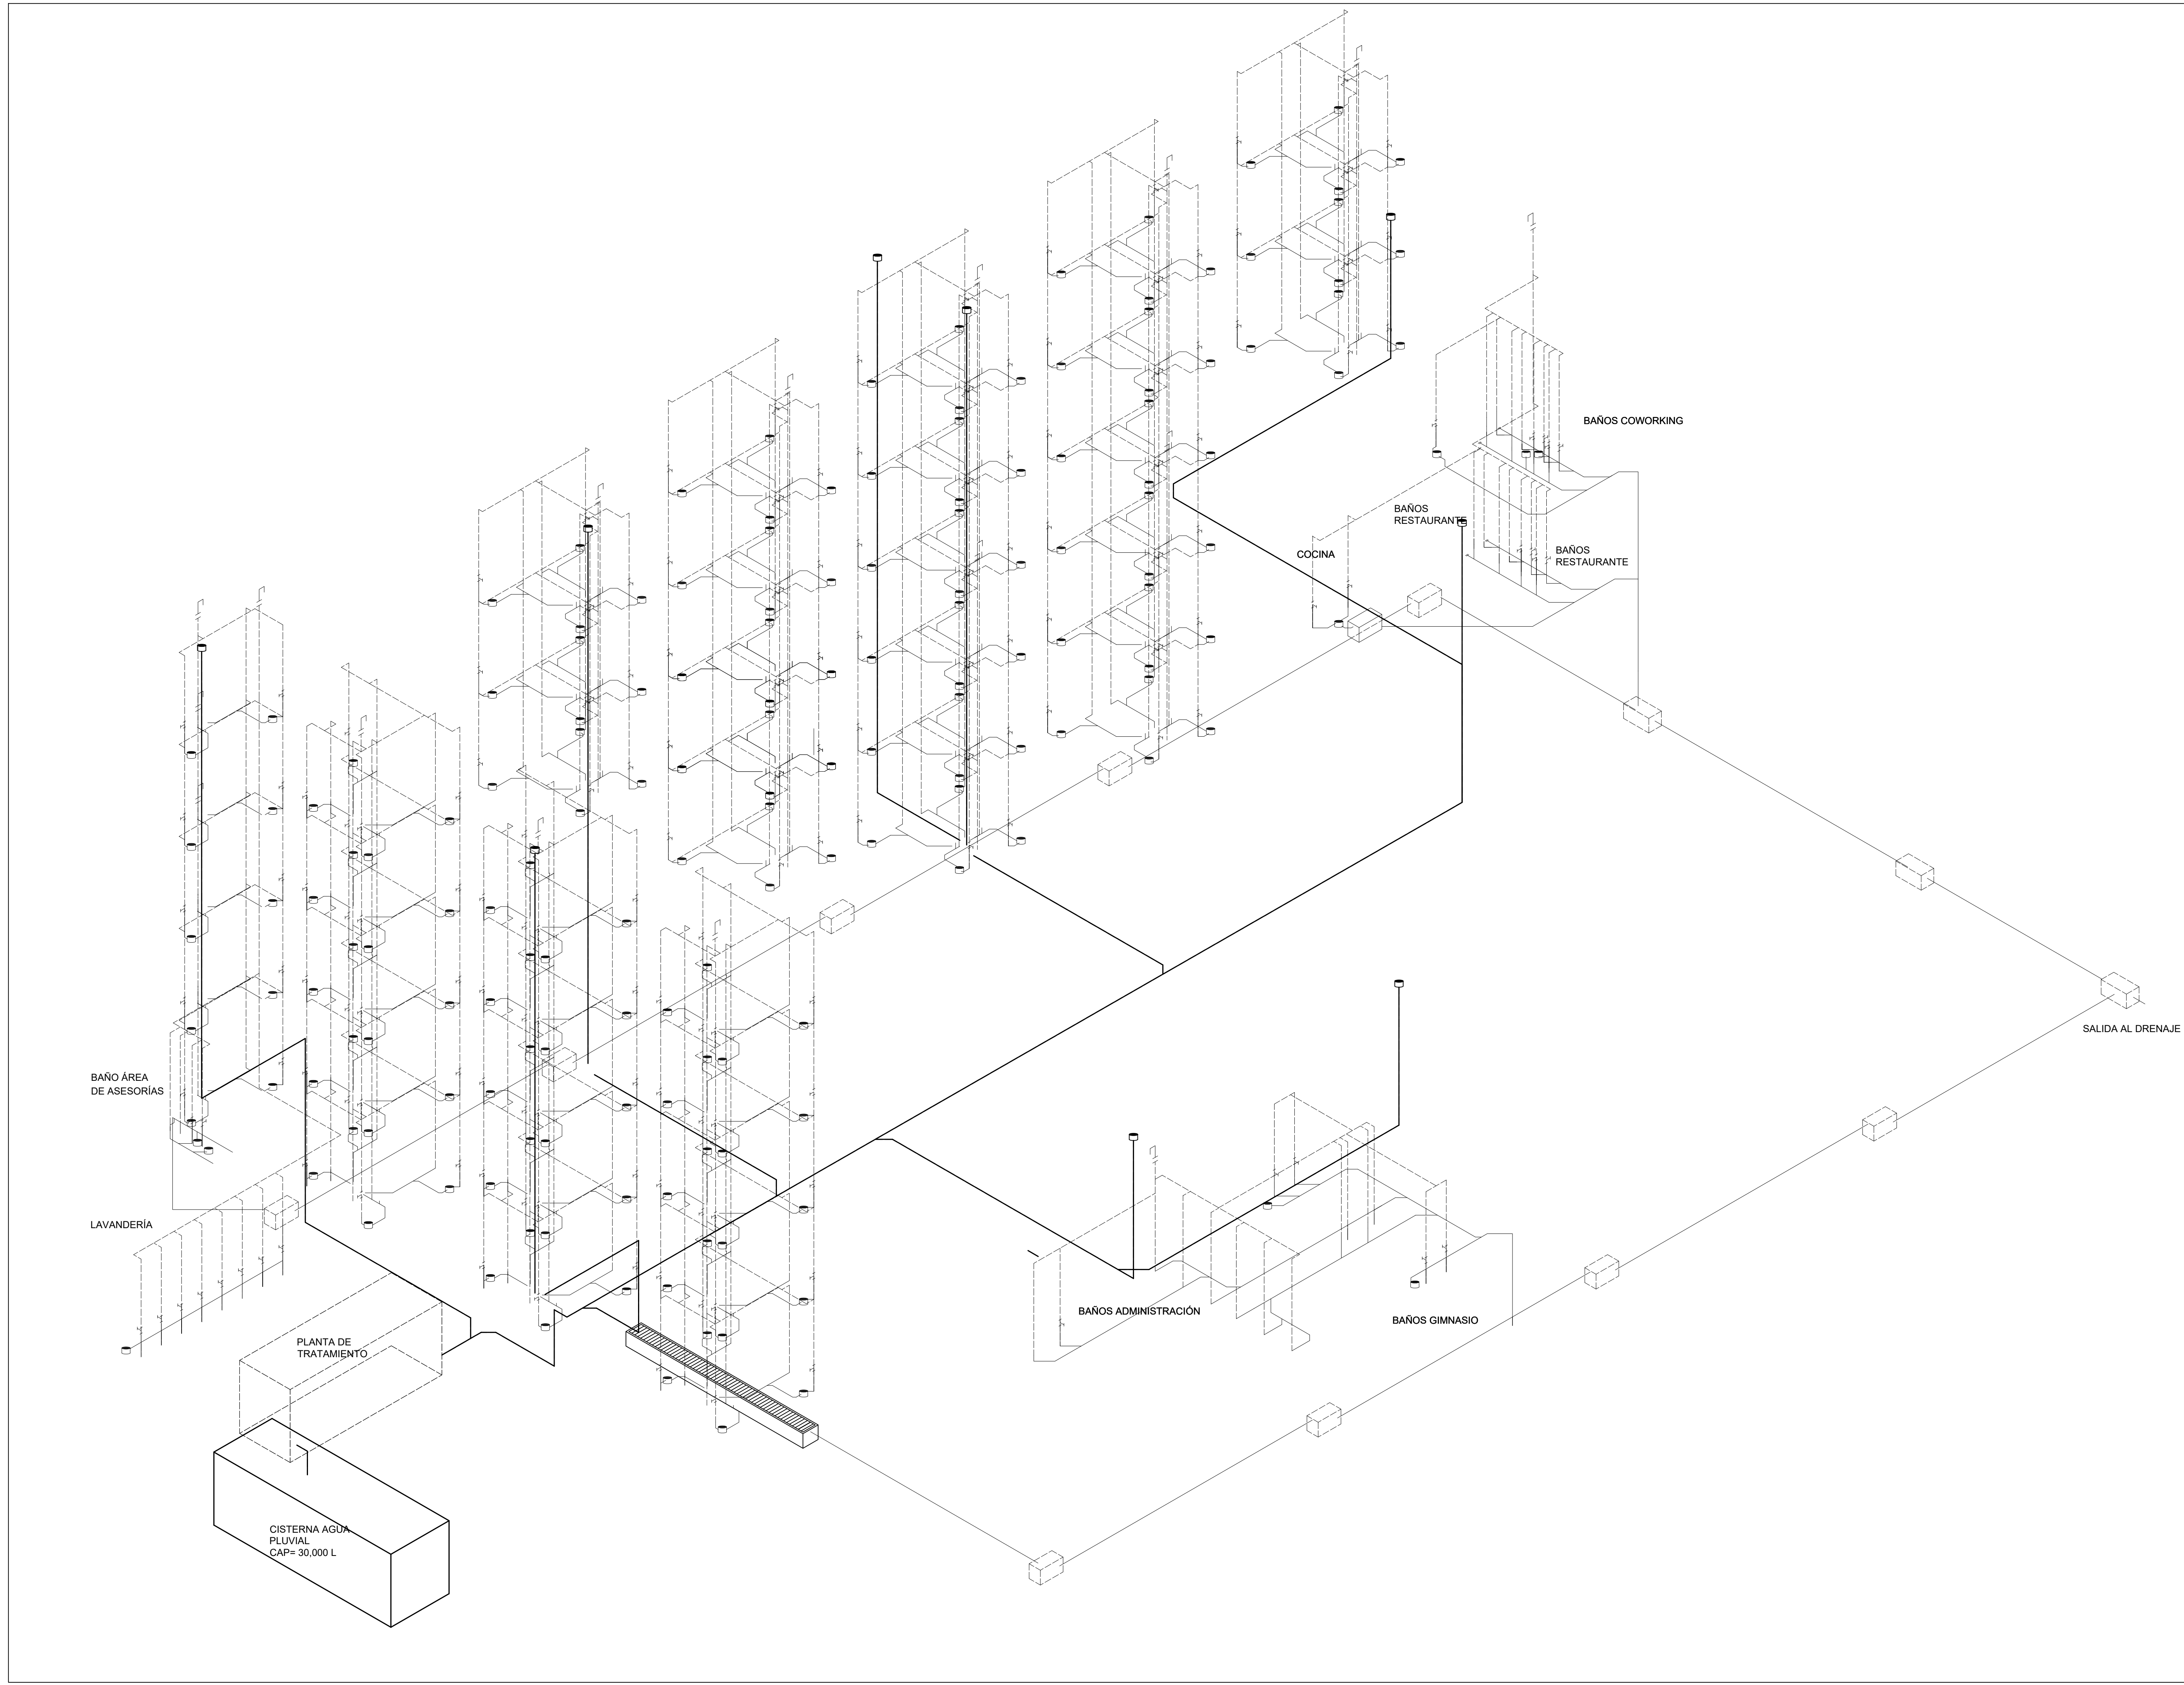 BAÑOS COWORKING
BAÑOS
RESTAURANTE
COCINA
BAÑOS
RESTAURANTE
SALIDA AL DRENAJE
BAÑO ÁREA
DE ASESORÍAS
LAVANDERÍA
BAÑOS ADMINISTRACIÓN
BAÑOS GIMNASIO
PLANTA DE
TRATAMIENTO
CISTERNA AGUA
PLUVIAL
CAP= 30,000 L